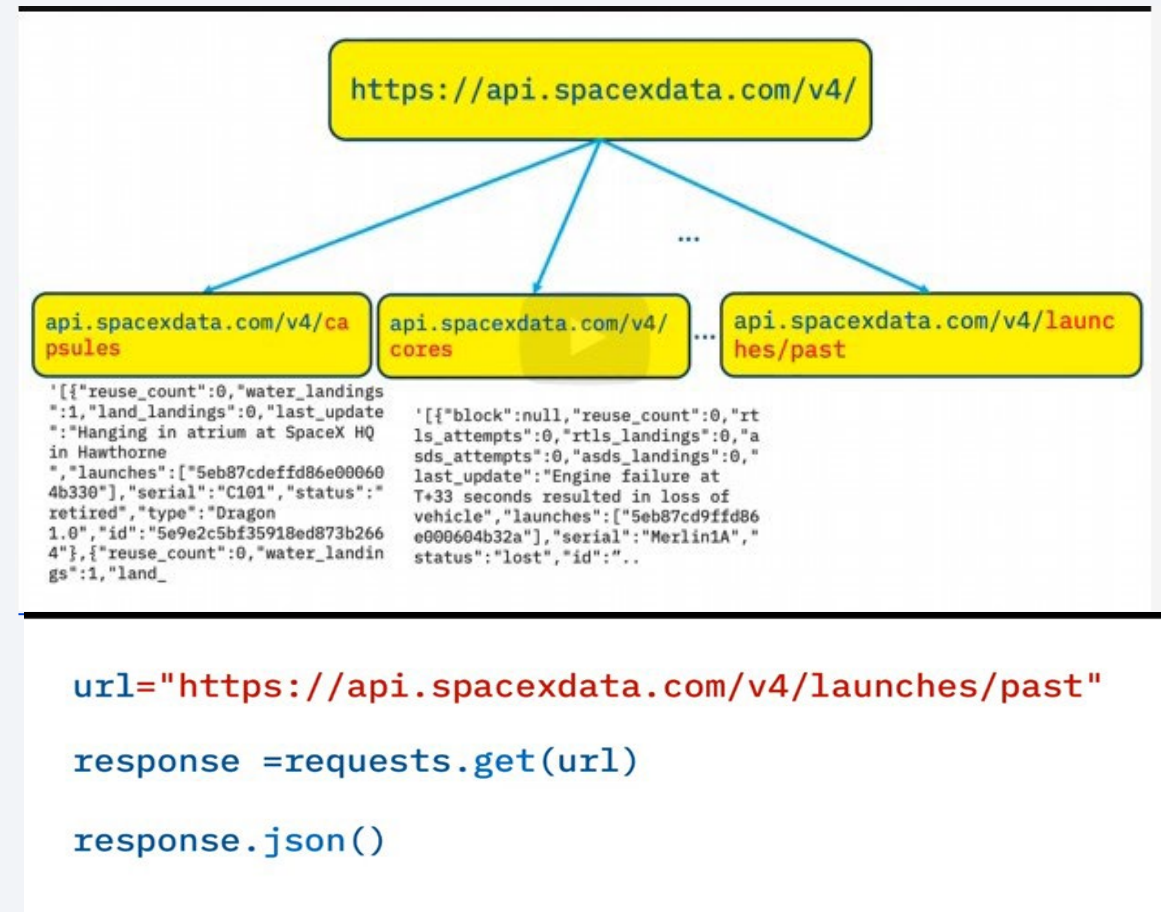 https://api.spacexdata.com/v4/
...
api.spacexdata.com/v4/ca
psules
api.spacexdata.com/v4/
cores
...
api.spacexdata.com/v4/launc
hes/past
'[{"reuse_count":0,"water_landings
":1,"land_landings":0,"last_update
":"Hanging in atrium at SpaceX HQ
in Hawthorne
","launches":["5eb87cdeffd86e00060
4b330"],"serial":"C101","status":"
retired","type":"Dragon
1.0","id":"5e9e2c5bf35918ed873b266
4"},{"reuse_count":0,"water_landin
gs":1,"land_
'[{"block":null,"reuse_count":0,"rt
ls_attempts":0,"rtls_landings":0,"a
sds_attempts":0,"asds_landings":0,"
last_update":"Engine failure at
T+33 seconds resulted in loss of
vehicle","launches":["5eb87cd9ffd86
e000604b32a"],"serial":"Merlin1A","
status":"lost","id":”..
url="https://api.spacexdata.com/v4/launches/past"
response =requests.get(url)
response.json()